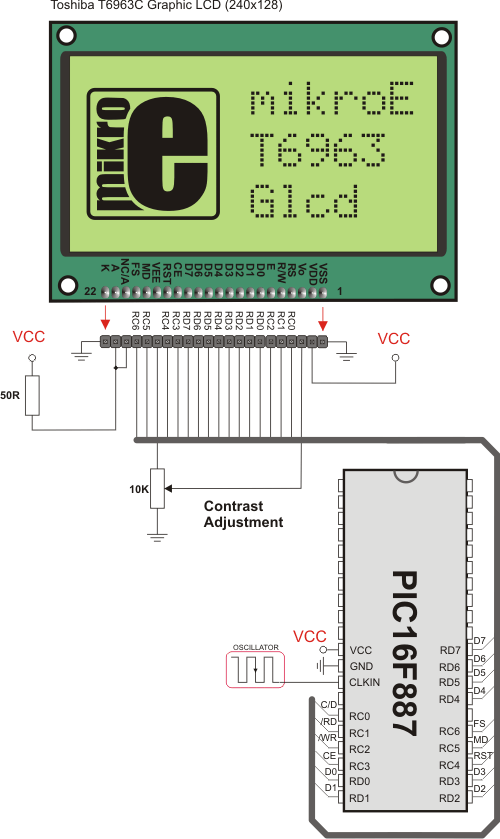 Toshiba T6963C Graphic LCD (240x128)
mikro
e
mikroE
T6963
Glcd
K A NC/A FS MD VEE RST CE D7 D6 D5 D4 D3 D2 D1 D0 E R/W RS Vo VDD VSS
22 1
RC6 RC5 RC4 RC3 RD7 RD6 RD5 RD4 RD3 RD2 RD1 RD0 RC2 RC1 RC0
VCC
VCC
50R
10K
Contrast
Adjustment
PIC16F887
OSCILLATOR
VCC
VCC RD7 D7
GND RD6 D6
CLKIN RD5 D5
RD4 D4
C/D RC0
/RD RC1 RC6 FS
/WR RC2 RC5 MD
CE RC3 RC4 RST
D0 RD0 RD3 D3
D1 RD1 RD2 D2